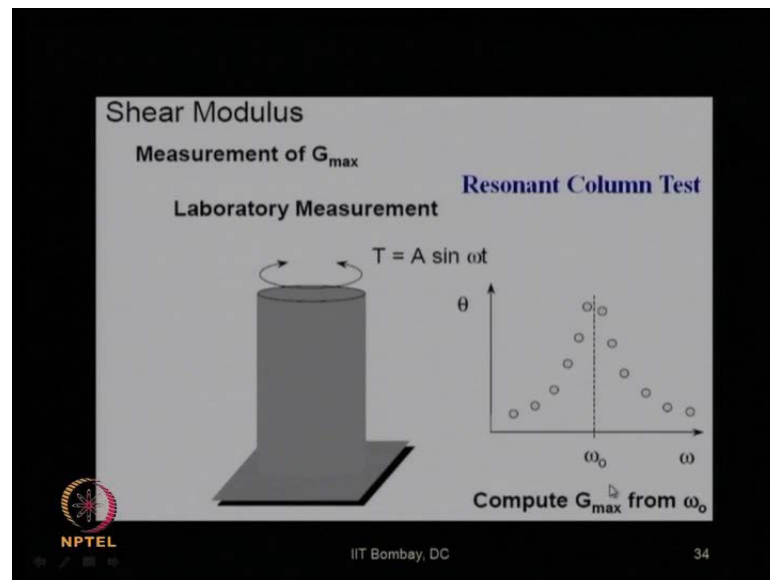 Shear Modulus
Measurement of Gmax
Resonant Column Test
Laboratory Measurement
T = A sin ωt
θ
ωo
ω
Compute Gmax from ωo
NPTEL
IIT Bombay, DC
34